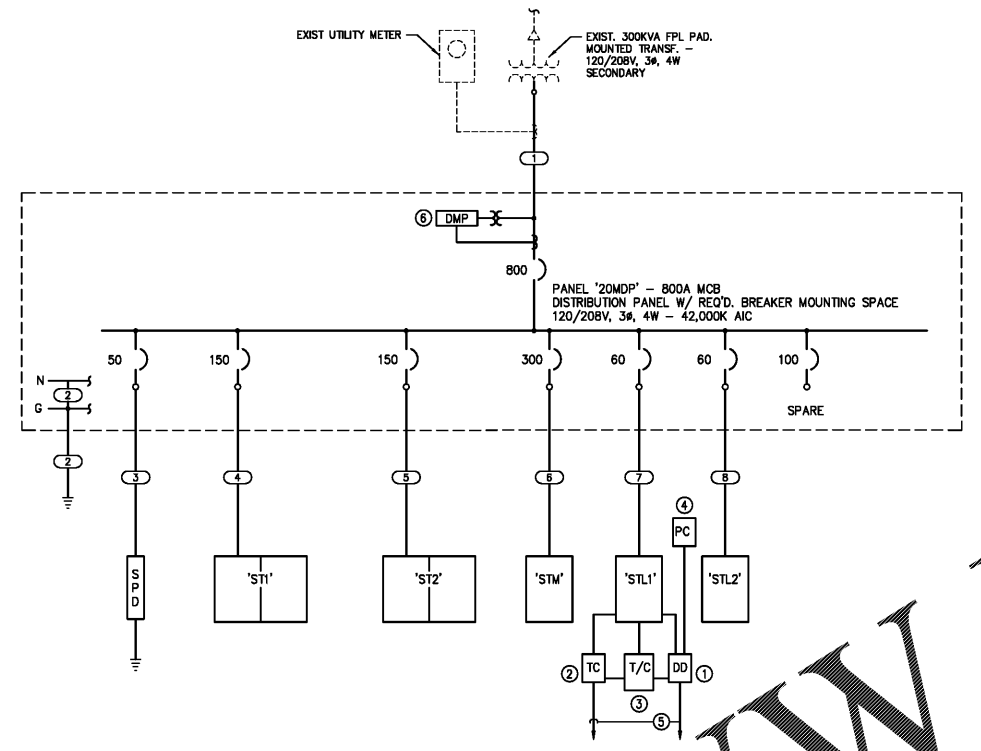 EXIST UTILITY METER
EXIST. 300KVA FPL PAD.
MOUNTED TRANSF. –
120/208V, 3ø, 4W
SECONDARY
1
6
DMP
800
PANEL '20MDP' – 800A MCB
DISTRIBUTION PANEL W/ REQ'D. BREAKER MOUNTING SPACE
120/208V, 3ø, 4W – 42,000K AIC
50
150
150
300
60
60
100
N
2
G
SPARE
2
3
4
5
6
7
8
4
PC
SPD
'ST1'
'ST2'
'STM'
'STL1'
'STL2'
2
TC
T/C
DD
1
3
5